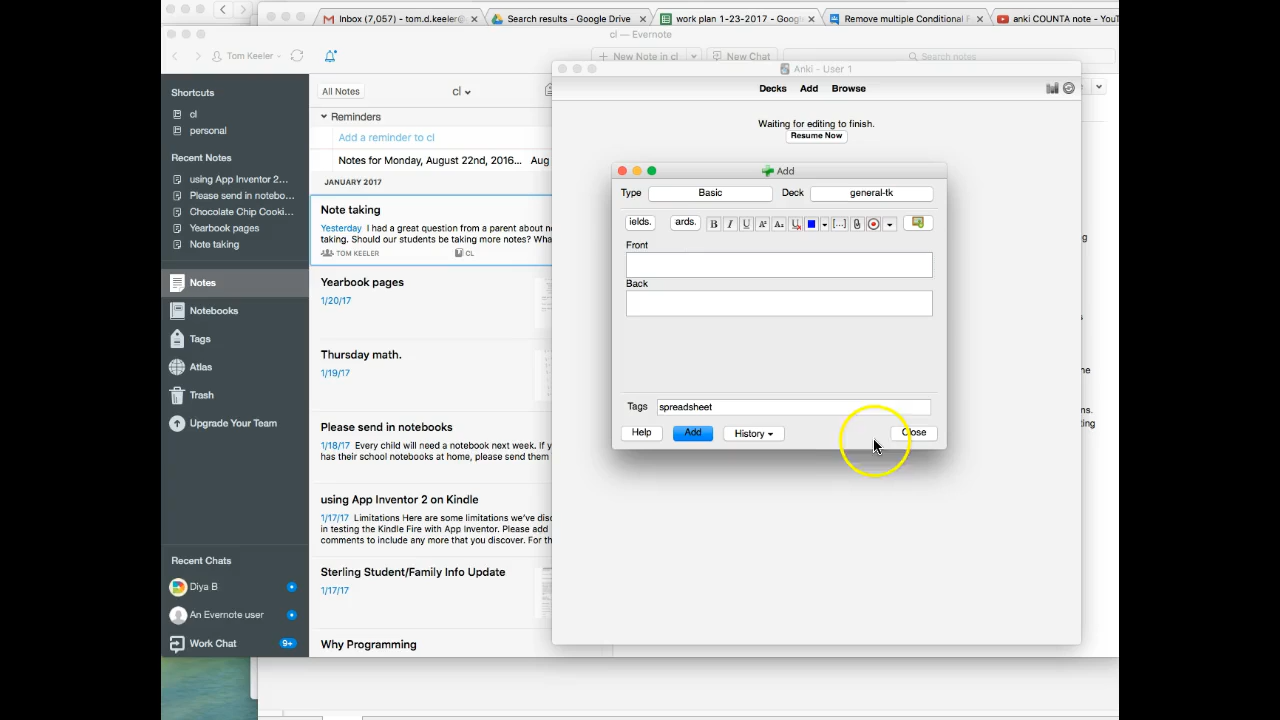 Inbox (7,057) - tom.d.keeler@
Search results - Google Drive
work plan 1-23-2017 - Goog
Remove multiple Conditional F
anki COUNTA note - YouT
cl — Evernote
Tom Keeler
New Note in cl
New Chat
Search notes
Shortcuts
cl
personal
Recent Notes
using App Inventor 2...
Please send in notebo...
Chocolate Chip Cooki...
Yearbook pages
Note taking
Notes
Notebooks
Tags
Atlas
Trash
Upgrade Your Team
Recent Chats
Diya B
An Evernote user
Work Chat
9+
All Notes
cl
Reminders
Add a reminder to cl
Notes for Monday, August 22nd, 2016... Aug
JANUARY 2017
Note taking
Yesterday I had a great question from a parent about n
taking. Should our students be taking more notes? Wha
TOM KEELER
CL
Yearbook pages
1/20/17
Thursday math.
1/19/17
Please send in notebooks
1/18/17 Every child will need a notebook next week. If y
has their school notebooks at home, please send them
using App Inventor 2 on Kindle
1/17/17 Limitations Here are some limitations we've disc
in testing the Kindle Fire with App Inventor. Please add
comments to include any more that you discover. For th
Sterling Student/Family Info Update
1/17/17
Why Programming
Anki - User 1
Decks Add Browse
Waiting for editing to finish.
Resume Now
Add
Type Basic Deck general-tk
ields. ards. B I U A² A₂ U [...]
Front
Back
Tags spreadsheet
Help Add History Close
g
s
he
ns.
ting